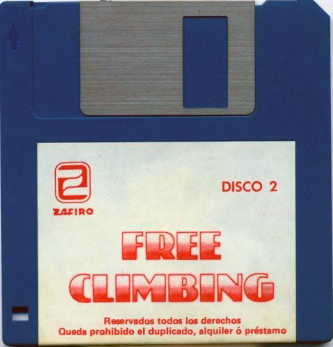 DISCO 2
ZAFIRO
FREE
CLIMBING
Reservados todos los derechos
Queda prohibido el duplicado, alquiler ó préstamo